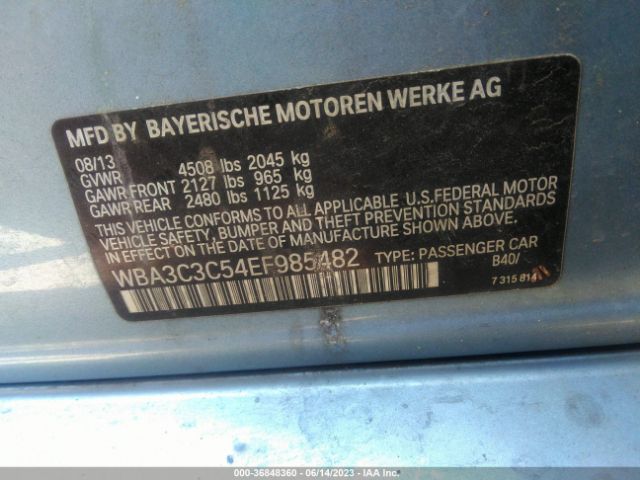 MFD BY BAYERISCHE MOTOREN WERKE AG
08/13
GVWR 4508 lbs 2045 kg
GAWR FRONT 2127 lbs 965 kg
GAWR REAR 2480 lbs 1125 kg
THIS VEHICLE CONFORMS TO ALL APPLICABLE U.S.FEDERAL MOTOR
VEHICLE SAFETY, BUMPER AND THEFT PREVENTION STANDARDS
IN EFFECT ON THE DATE OF MANUFACTURE SHOWN ABOVE.
WBA3C3C54EF985482 TYPE: PASSENGER CAR
B40/
7 315 814
000-36848360 - 06/14/2023 - IAA Inc.